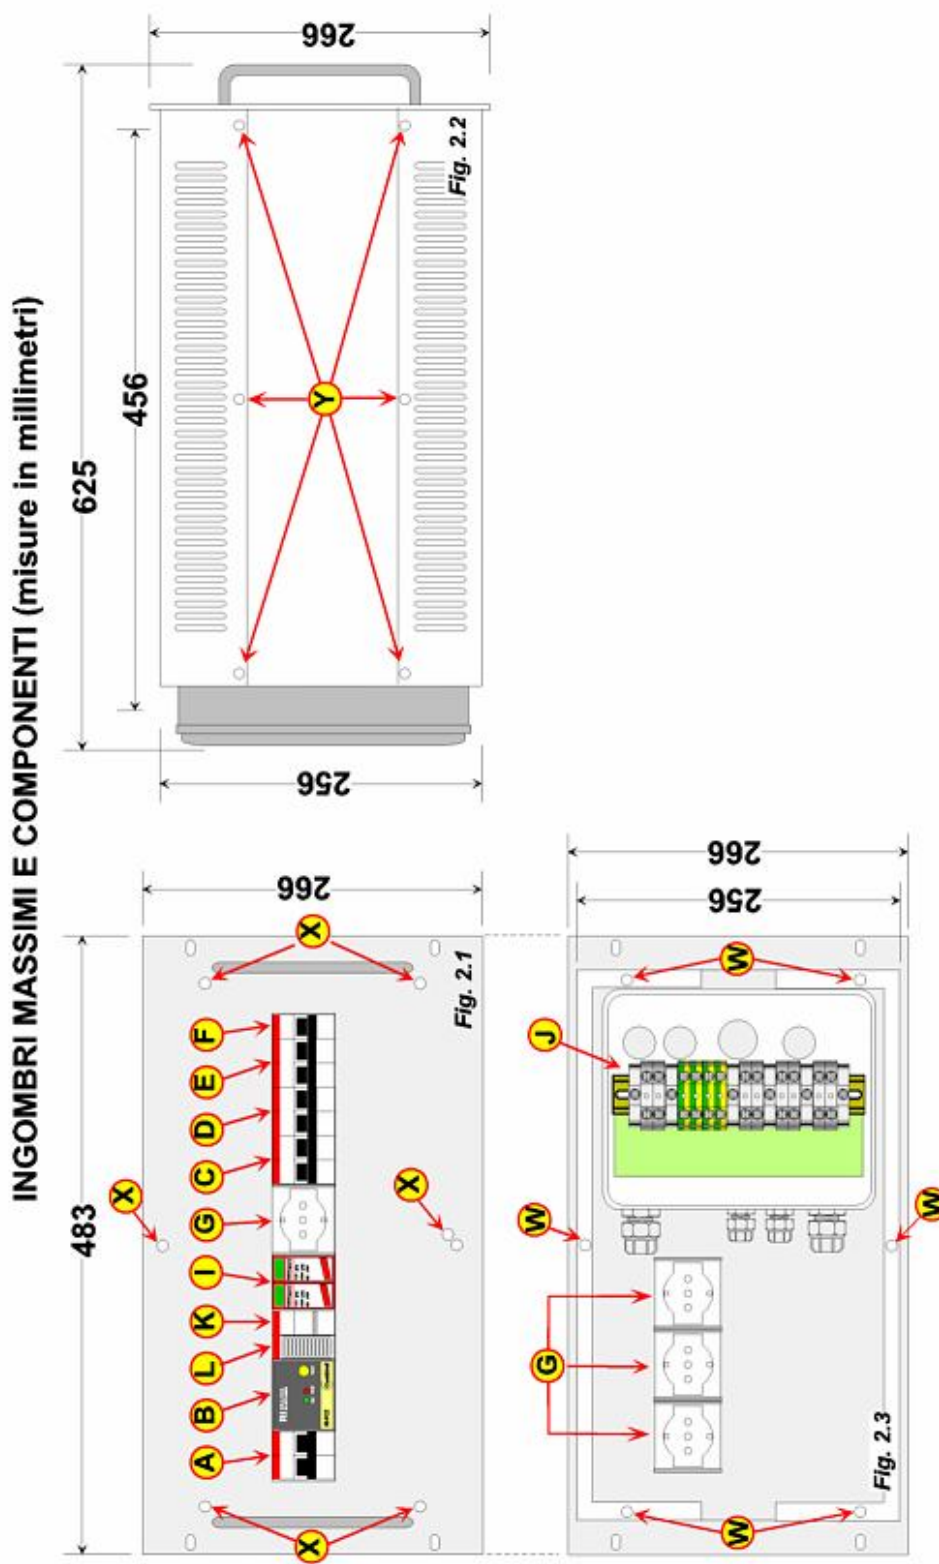 INGOMBRI MASSIMI E COMPONENTI (misure in millimetri)
483
266
X
X
X
X
A
B
L
K
I
G
C
D
E
F
RI
Fig. 2.1
625
456
266
256
Y
Fig. 2.2
266
256
W
W
W
W
J
G
Fig. 2.3